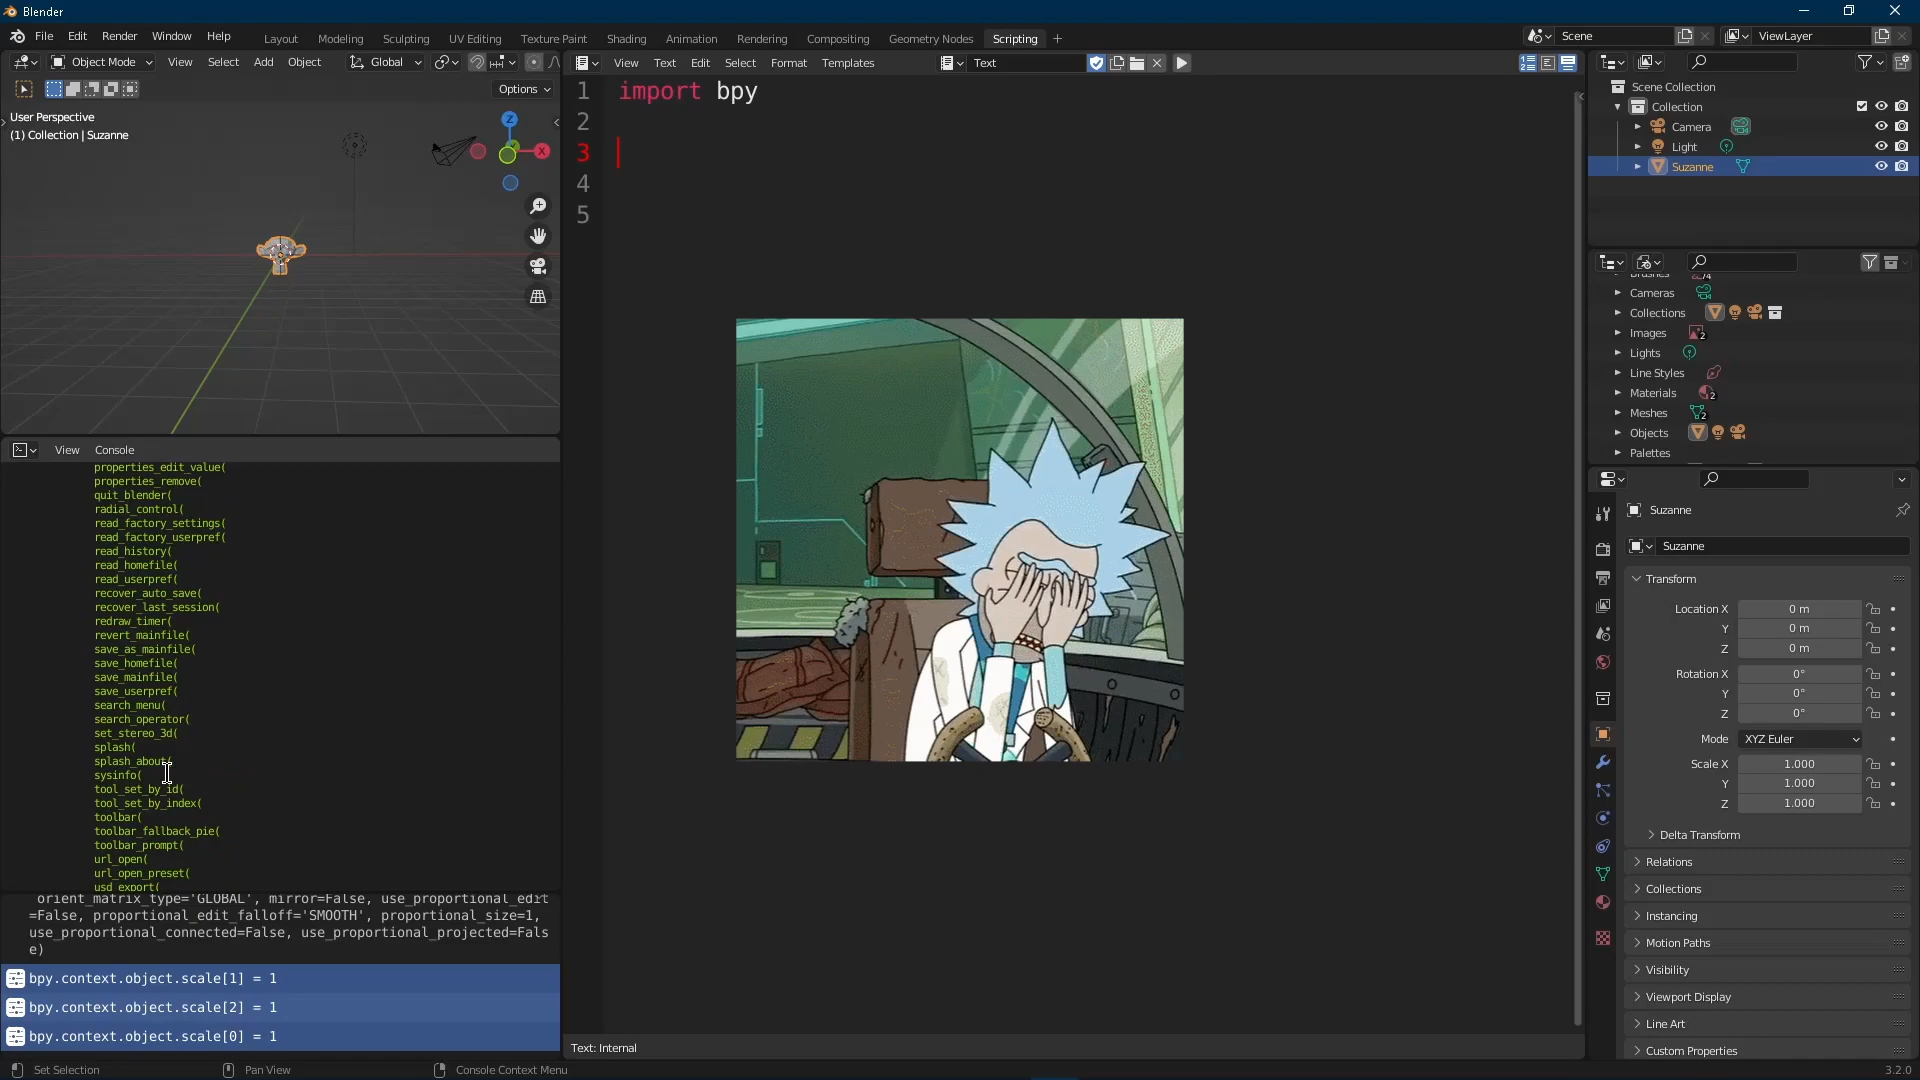 Blender
File Edit Render Window Help Layout Modeling Sculpting UV Editing Texture Paint Shading Animation Rendering Compositing Geometry Nodes Scripting Scene ViewLayer
Object Mode View Select Add Object Global
Options
User Perspective
(1) Collection | Suzanne
Z
X
View Text Edit Select Format Templates Text
1 import bpy
2
3
4
5
Text: Internal
View Console
properties_edit_value(
properties_remove(
quit_blender(
radial_control(
read_factory_settings(
read_factory_userpref(
read_history(
read_homefile(
read_userpref(
recover_auto_save(
recover_last_session(
redraw_timer(
revert_mainfile(
save_as_mainfile(
save_homefile(
save_mainfile(
save_userpref(
search_menu(
search_operator(
set_stereo_3d(
splash(
splash_about(
sysinfo(
tool_set_by_id(
tool_set_by_index(
toolbar(
toolbar_fallback_pie(
toolbar_prompt(
url_open(
url_open_preset(
usd_export(
orient_matrix_type='GLOBAL', mirror=False, use_proportional_edit
=False, proportional_edit_falloff='SMOOTH', proportional_size=1,
use_proportional_connected=False, use_proportional_projected=Fals
e)
bpy.context.object.scale[1] = 1
bpy.context.object.scale[2] = 1
bpy.context.object.scale[0] = 1
Scene Collection
Collection
Camera
Light
Suzanne
Brushes
Cameras
Collections
Images 2
Lights
Line Styles
Materials 2
Meshes 2
Objects
Palettes
Suzanne
Suzanne
Transform
Location X 0 m
Y 0 m
Z 0 m
Rotation X 0°
Y 0°
Z 0°
Mode XYZ Euler
Scale X 1.000
Y 1.000
Z 1.000
Delta Transform
Relations
Collections
Instancing
Motion Paths
Visibility
Viewport Display
Line Art
Custom Properties
Set Selection Pan View Console Context Menu 3.2.0